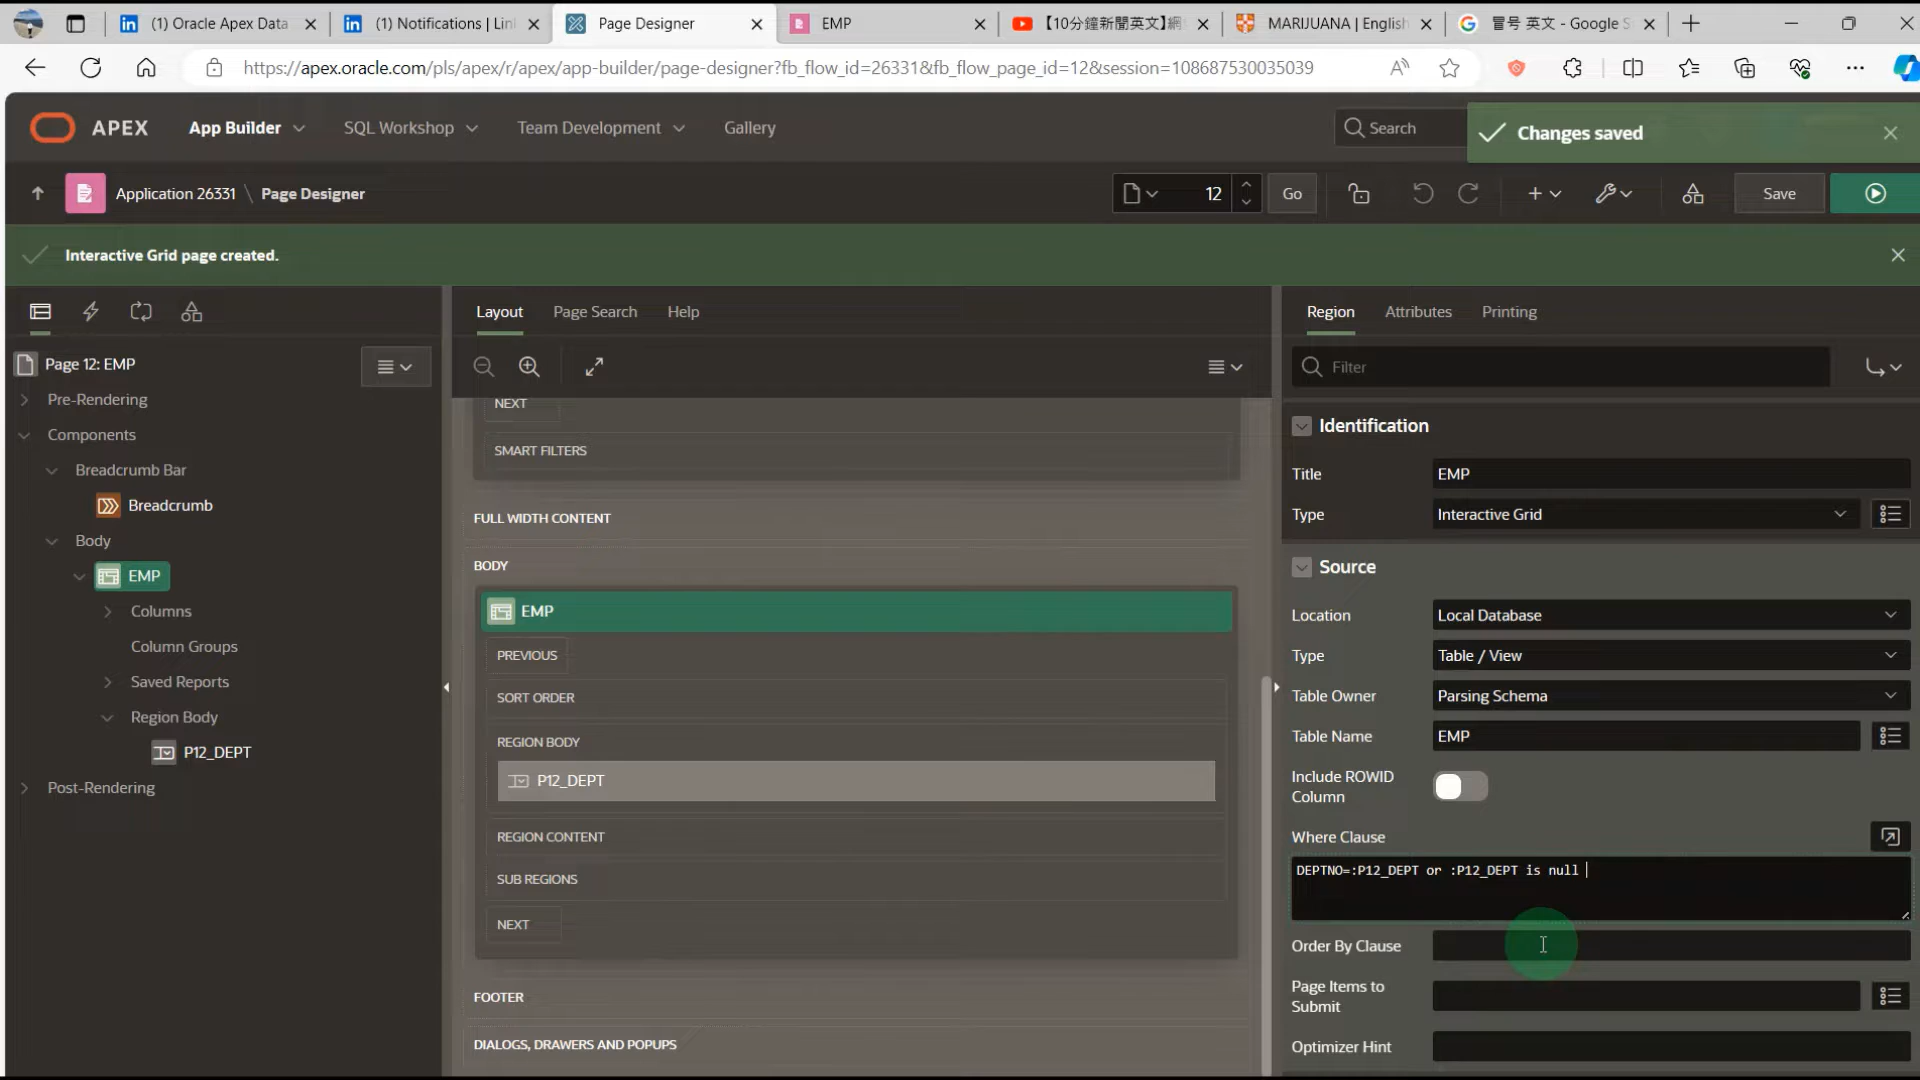 (1) Oracle Apex Data
(1) Notifications | Lin
Page Designer
EMP
【10分鐘新聞英文】網
MARIJUANA | English
冒号 英文 - Google S
https://apex.oracle.com/pls/apex/r/apex/app-builder/page-designer?fb_flow_id=26331&fb_flow_page_id=12&session=108687530035039
APEX
App Builder
SQL Workshop
Team Development
Gallery
Search
Changes saved
Application 26331 \ Page Designer
12
Go
Save
Interactive Grid page created.
Page 12: EMP
Pre-Rendering
Components
Breadcrumb Bar
Breadcrumb
Body
EMP
Columns
Column Groups
Saved Reports
Region Body
P12_DEPT
Post-Rendering
Layout
Page Search
Help
NEXT
SMART FILTERS
FULL WIDTH CONTENT
BODY
EMP
PREVIOUS
SORT ORDER
REGION BODY
P12_DEPT
REGION CONTENT
SUB REGIONS
NEXT
FOOTER
DIALOGS, DRAWERS AND POPUPS
Region
Attributes
Printing
Filter
Identification
Title
EMP
Type
Interactive Grid
Source
Location
Local Database
Type
Table / View
Table Owner
Parsing Schema
Table Name
EMP
Include ROWID
Column
Where Clause
DEPTNO=:P12_DEPT or :P12_DEPT is null
Order By Clause
Page Items to
Submit
Optimizer Hint